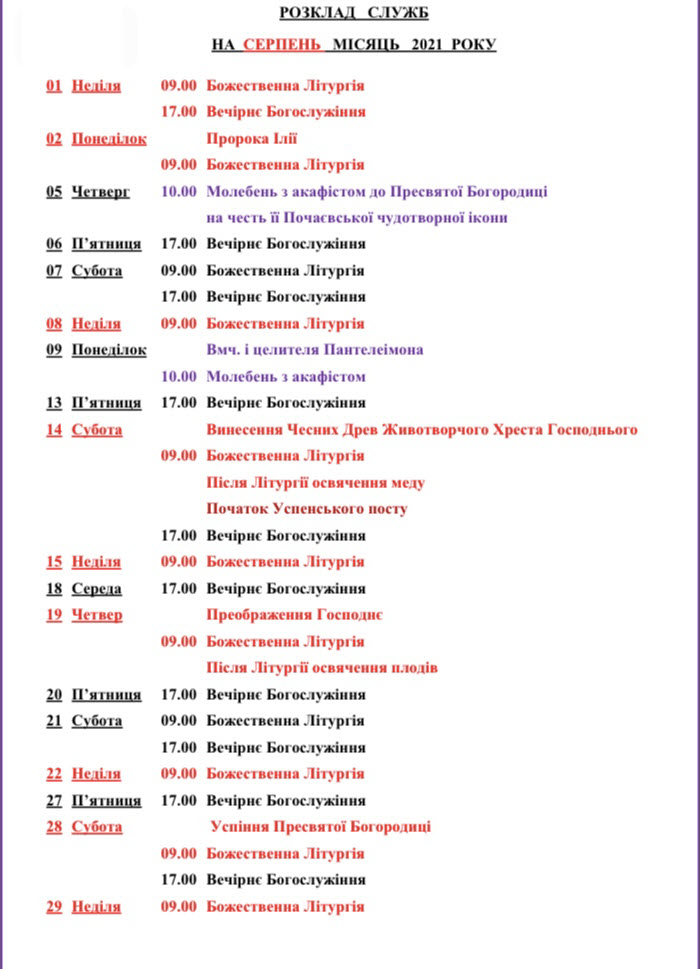 РОЗКЛАД СЛУЖБ
НА СЕРПЕНЬ МІСЯЦЬ 2021 РОКУ
01 Неділя 09.00 Божественна Літургія
17.00 Вечірнє Богослужіння
02 Понеділок Пророка Ілії
09.00 Божественна Літургія
05 Четверг 10.00 Молебень з акафістом до Пресвятої Богородиці
на честь її Почаєвської чудотворної ікони
06 П’ятниця 17.00 Вечірнє Богослужіння
07 Субота 09.00 Божественна Літургія
17.00 Вечірнє Богослужіння
08 Неділя 09.00 Божественна Літургія
09 Понеділок Вмч. і целителя Пантелеімона
10.00 Молебень з акафістом
13 П’ятниця 17.00 Вечірнє Богослужіння
14 Субота Винесення Чесних Древ Животворчого Хреста Господнього
09.00 Божественна Літургія
Після Літургії освячення меду
Початок Успенського посту
17.00 Вечірнє Богослужіння
15 Неділя 09.00 Божественна Літургія
18 Середа 17.00 Вечірнє Богослужіння
19 Четвер Преображення Господнє
09.00 Божественна Літургія
Після Літургії освячення плодів
20 П’ятниця 17.00 Вечірнє Богослужіння
21 Субота 09.00 Божественна Літургія
17.00 Вечірнє Богослужіння
22 Неділя 09.00 Божественна Літургія
27 П’ятниця 17.00 Вечірнє Богослужіння
28 Субота Успіння Пресвятої Богородиці
09.00 Божественна Літургія
17.00 Вечірнє Богослужіння
29 Неділя 09.00 Божественна Літургія